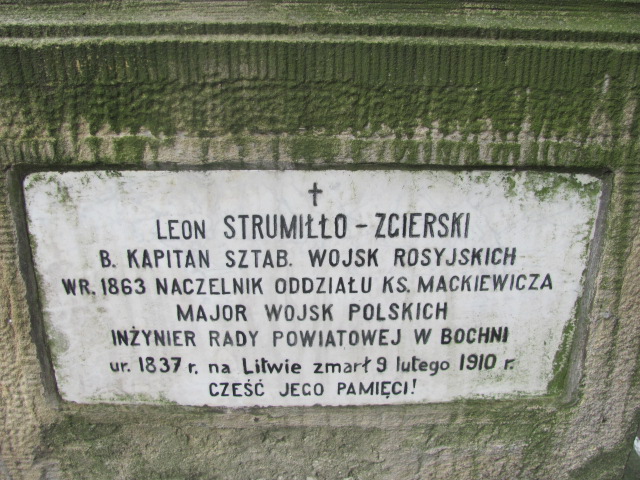 LEON STRUMIŁŁO - ZCIERSKI
B. KAPITAN SZTAB. WOJSK ROSYJSKICH
WR. 1863 NACZELNIK ODDZIAŁU KS. MACKIEWICZA
MAJOR WOJSK POLSKICH
INŻYNIER RADY POWIATOWEJ W BOCHNI
ur. 1837 r. na Litwie zmarł 9 lutego 1910 r.
CZEŚĆ JEGO PAMIĘCI!